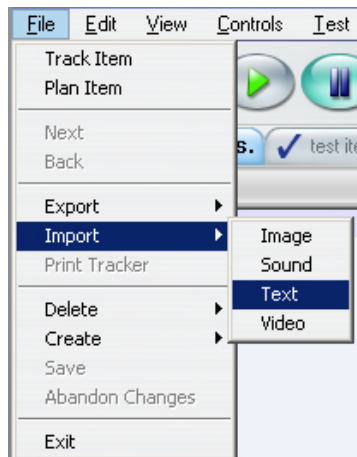 File Edit View Controls Test
Track Item
Plan Item
Next
Back
s. test ite
Export
Import
Print Tracker
Image
Sound
Text
Video
Delete
Create
Save
Abandon Changes
Exit